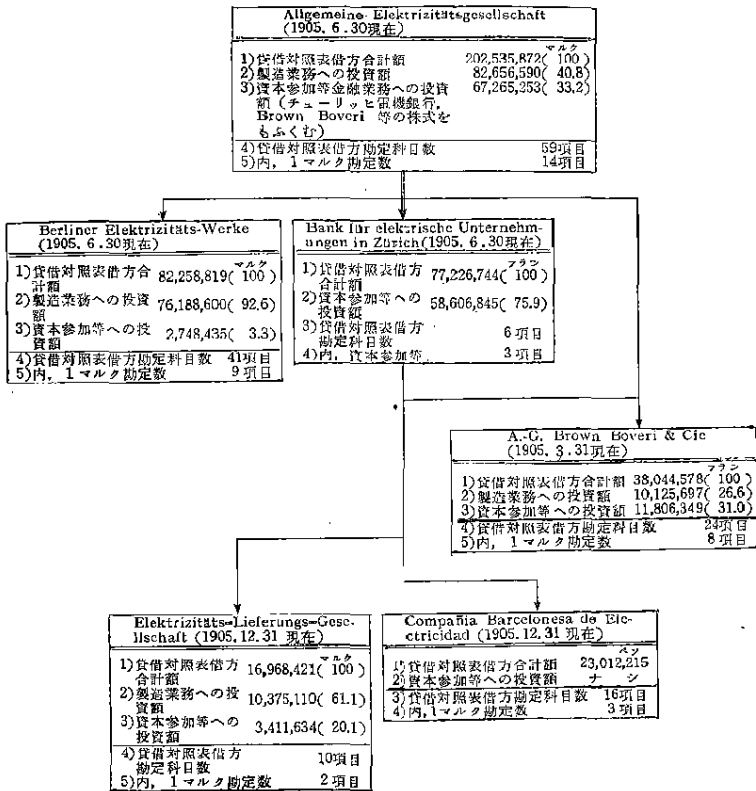 Allgemeine Elektrizitätsgesellschaft
(1905. 6.30現在)
マルク
1)貸借対照表借方合計額 202,535,872( 100)
2)製造業務への投資額 82,656,590( 40.8)
3)資本参加等金融業務への投資 67,265,253( 33.2)
額(チューリッヒ電機銀行,
Brown Boveri 等の株式を
もふくむ)
4)貸借対照表借方勘定科目数 59項目
5)内, 1マルク勘定数 14項目
Berliner Elektrizitäts-Werke
(1905. 6.30現在)
マルク
1)貸借対照表借方合 82,258,819( 100)
計額
2)製造業務への投資 76,188,600( 92.6)
額
3)資本参加等への投 2,748,435( 3.3)
資額
4)貸借対照表借方勘定科目数 41項目
5)内, 1マルク勘定数 9項目
Bank für elektrische Unternehm-
ungen in Zürich(1905. 6.30現在)
フラン
1)貸借対照表借方 77,226,744( 100)
合計額
2)資本参加等への 58,606,845( 75.9)
投資額
3)貸借対照表借方 6項目
勘定科目数
4)内, 資本参加等 3項目
A.-G. Brown Boveri & Cie
(1905. 3.31現在)
フラン
1)貸借対照表借方合計額 38,044,578( 100)
2)製造業務への投資額 10,125,697( 26.6)
3)資本参加等への投資額 11,806,349( 31.0)
4)貸借対照表借方勘定科目数 24項目
5)内, 1マルク勘定数 8項目
Elektrizitäts-Lieferungs-Gese-
llschaft (1905.12.31 現在)
マルク
1)貸借対照表借方 16,968,421( 100)
合計額
2)製造業務への投 10,375,110( 61.1)
資額
3)資本参加等への 3,411,634( 20.1)
投資額
4)貸借対照表借方 10項目
勘定科目数
5)内, 1マルク勘定数 2項目
Compañia Barcelonesa de Ele-
ctricidad (1905.12.31 現在)
ペソ
1)貸借対照表借方合計額 23,012,215
2)資本参加等への投資額 ナシ
3)貸借対照表借方勘定科目数 16項目
4)内,1マルク勘定数 3項目